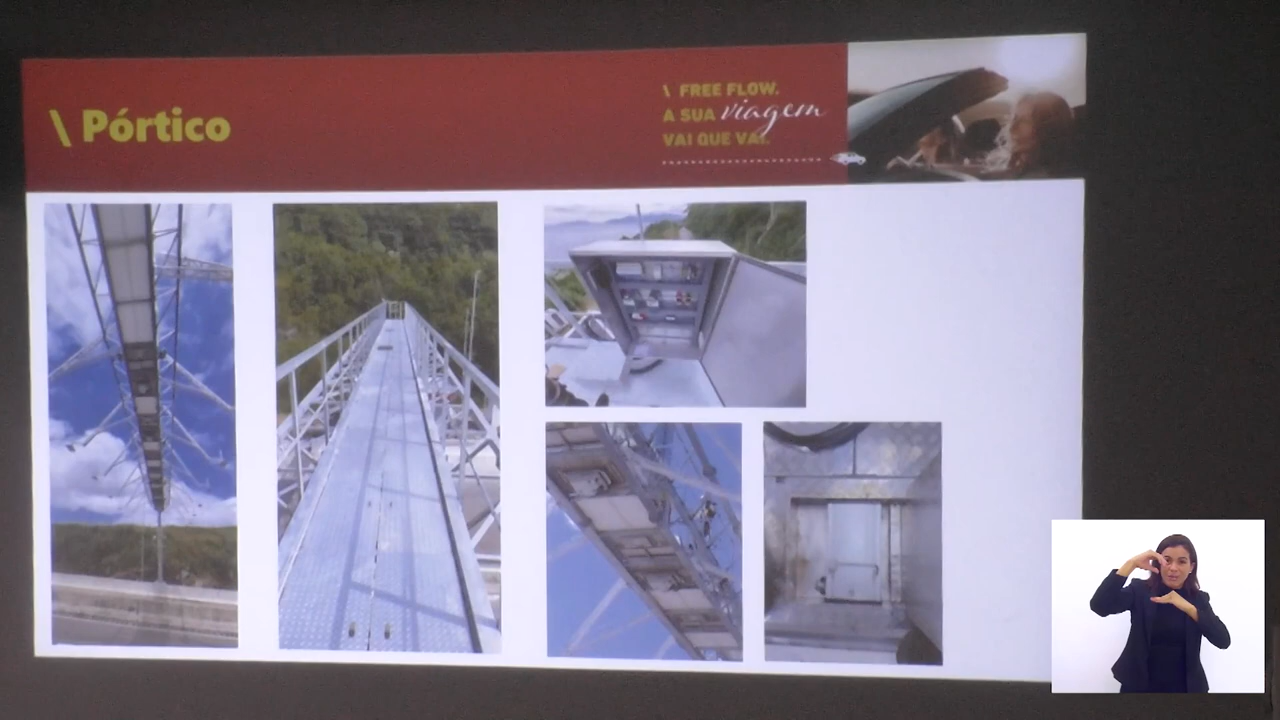 \ Pórtico
\ FREE FLOW.
A SUA viagem
VAI QUE VAI.